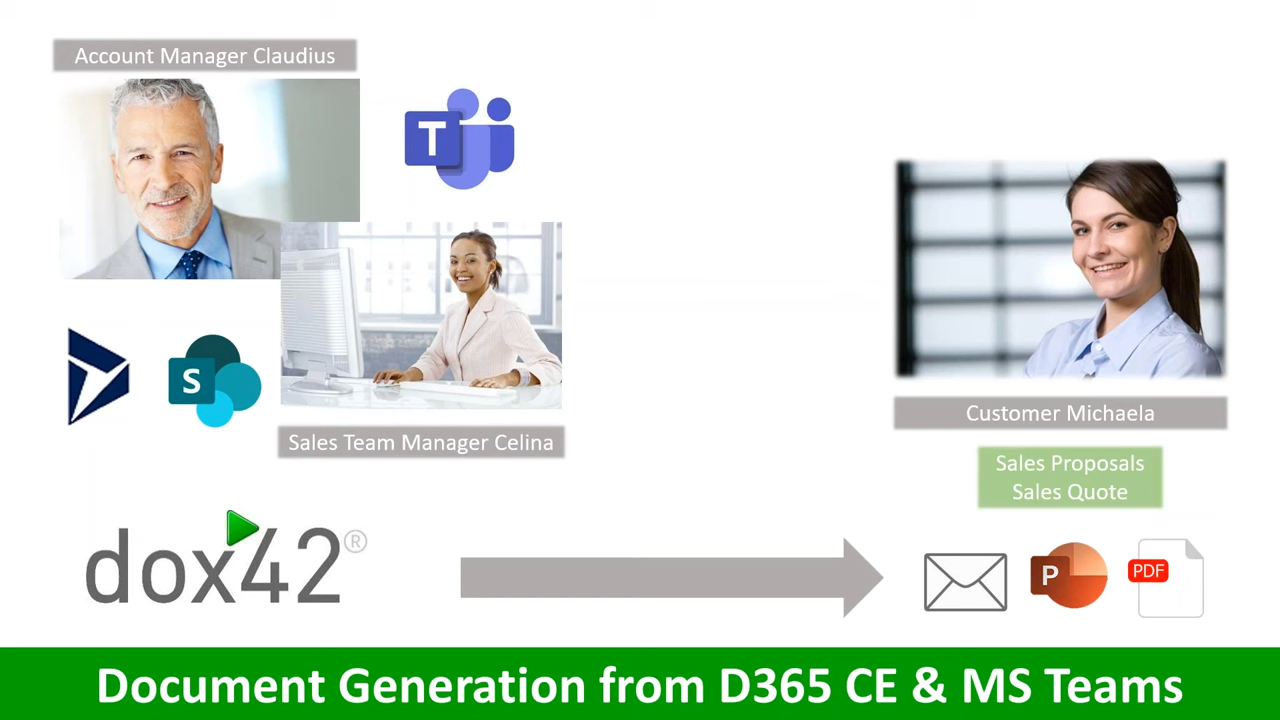 Account Manager Claudius
T
S
Sales Team Manager Celina
Customer Michaela
Sales Proposals
Sales Quote
dox42®
P
PDF
Document Generation from D365 CE & MS Teams